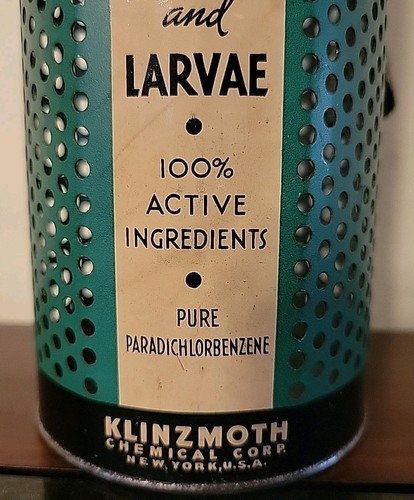 and
LARVAE
100%
ACTIVE
INGREDIENTS
PURE
PARADICHLORBENZENE
KLINZMOTH
CHEMICAL CORP.
NEW YORK, U.S.A.